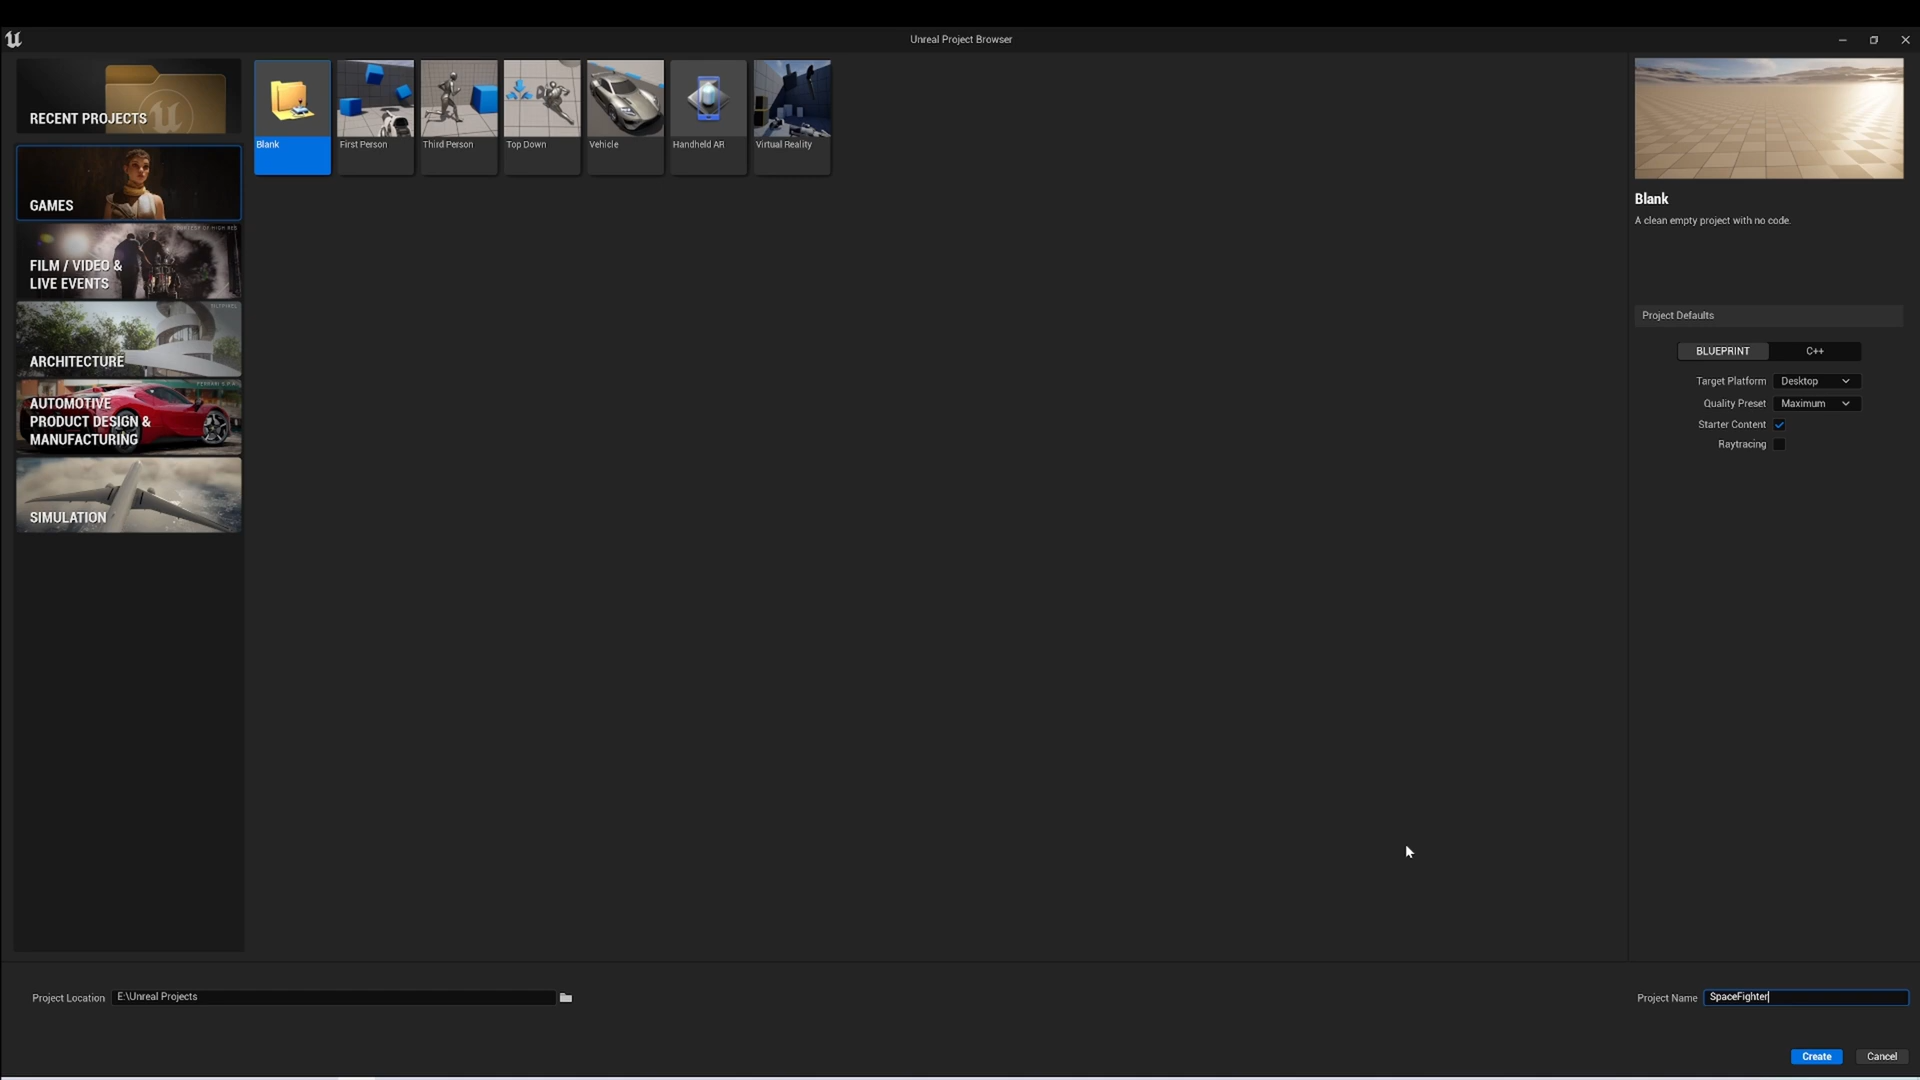 Unreal Project Browser
RECENT PROJECTS
GAMES
FILM / VIDEO &
LIVE EVENTS
ARCHITECTURE
AUTOMOTIVE
PRODUCT DESIGN &
MANUFACTURING
SIMULATION
Blank
First Person
Third Person
Top Down
Vehicle
Handheld AR
Virtual Reality
Blank
A clean empty project with no code.
Project Defaults
BLUEPRINT
C++
Target Platform
Desktop
Quality Preset
Maximum
Starter Content
Raytracing
Project Location
E:\Unreal Projects
Project Name
SpaceFighter
Create
Cancel